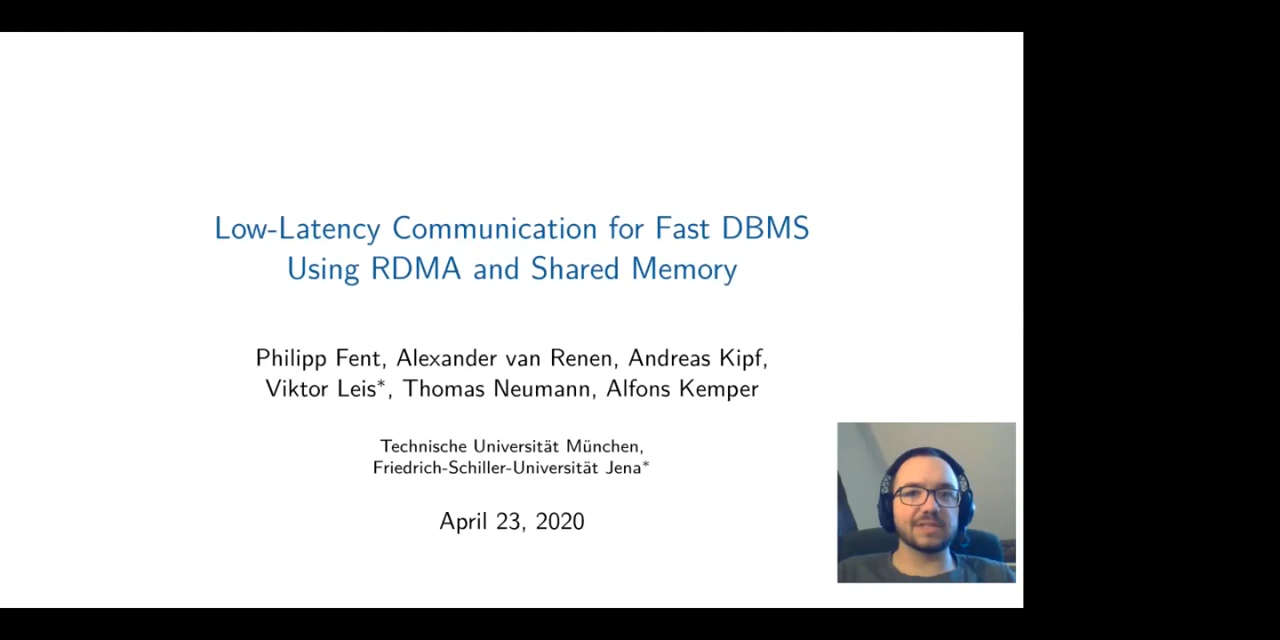 Low-Latency Communication for Fast DBMS
Using RDMA and Shared Memory
Philipp Fent, Alexander van Renen, Andreas Kipf,
Viktor Leis*, Thomas Neumann, Alfons Kemper
Technische Universität München,
Friedrich-Schiller-Universität Jena*
April 23, 2020